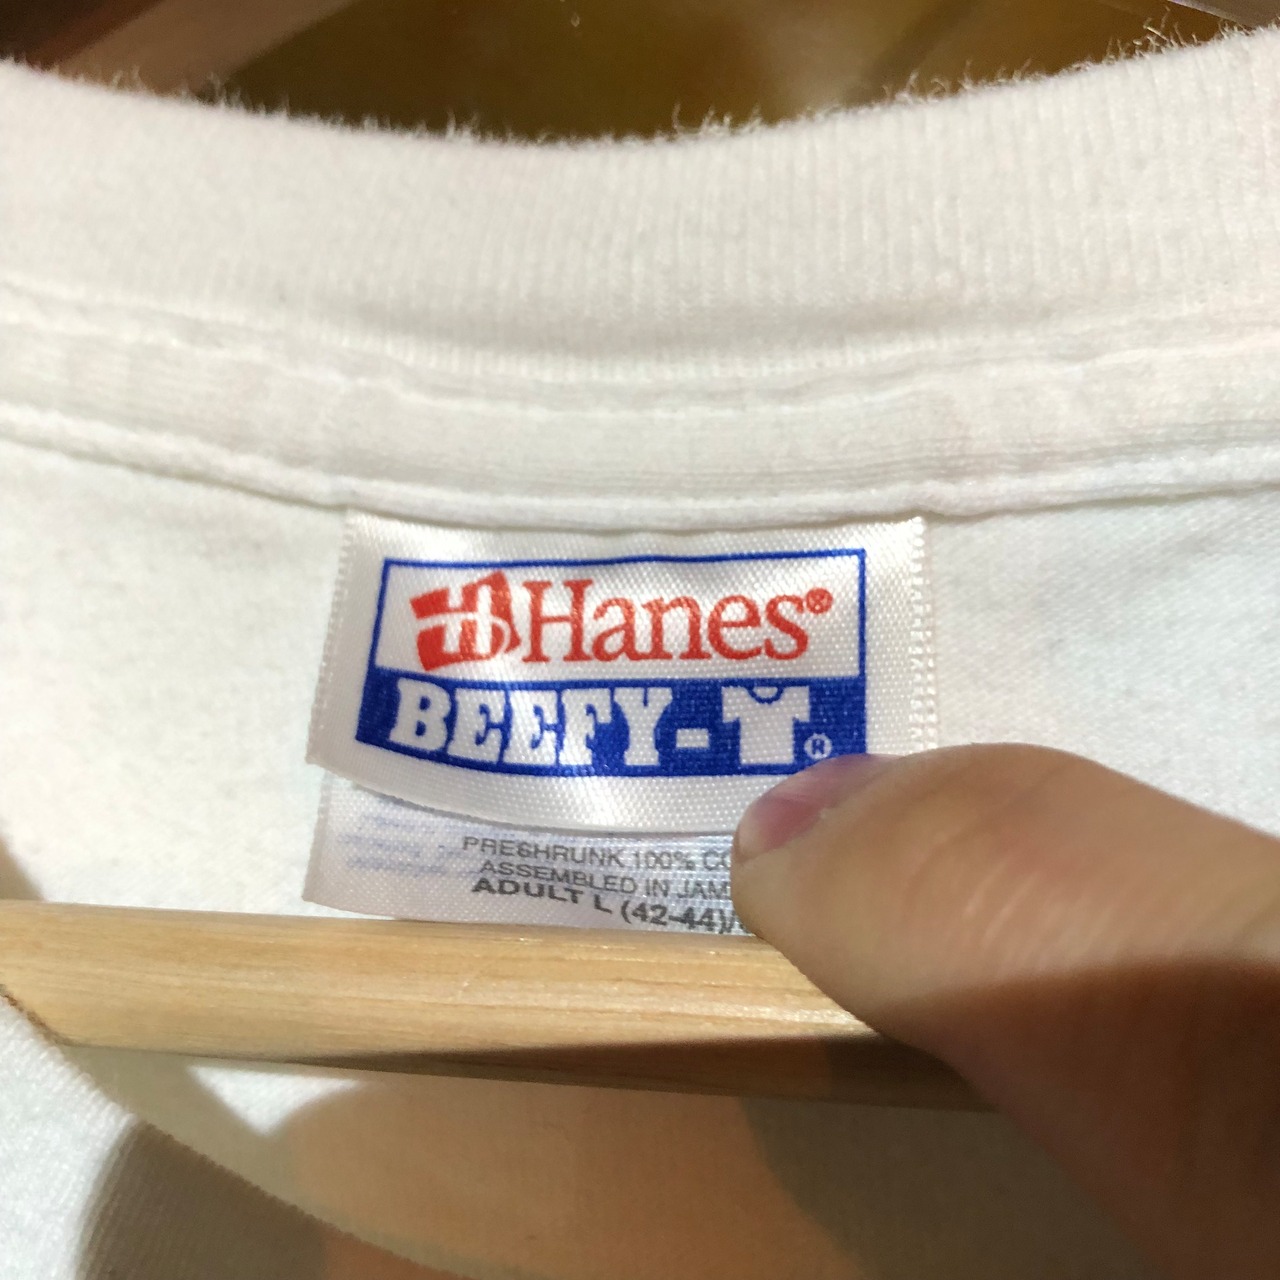 Hanes®
BEEFY-T®
PRESHRUNK 100%
ASSEMBLED IN
ADULT L (42-44)/